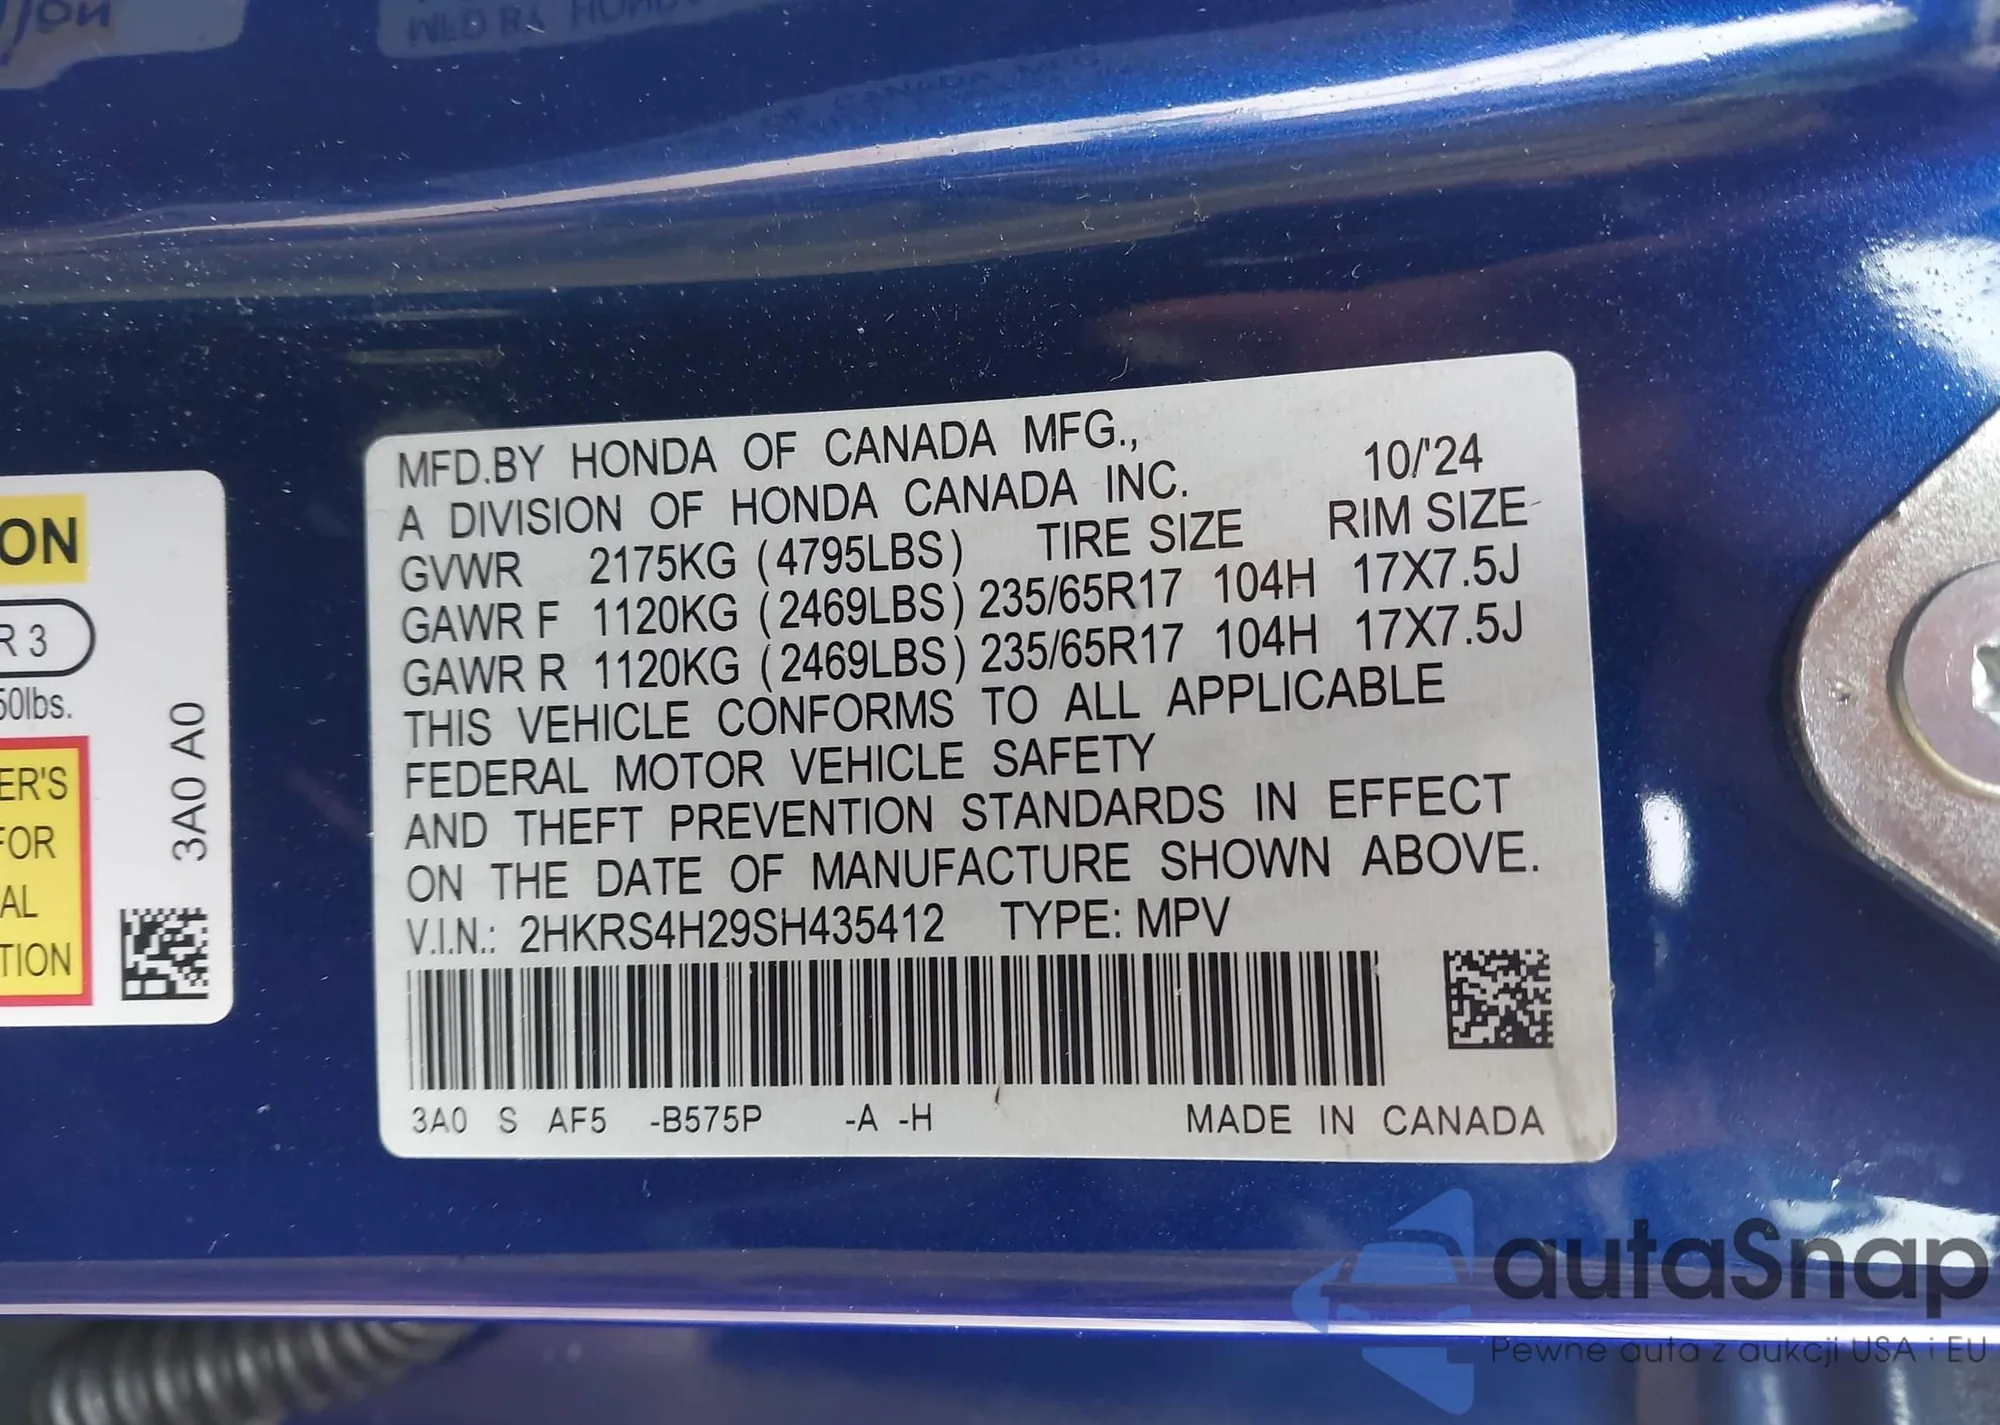 MFD.BY HONDA OF CANADA MFG., 10/'24
A DIVISION OF HONDA CANADA INC.
GVWR 2175KG (4795LBS) TIRE SIZE RIM SIZE
GAWR F 1120KG (2469LBS) 235/65R17 104H 17X7.5J
GAWR R 1120KG (2469LBS) 235/65R17 104H 17X7.5J
THIS VEHICLE CONFORMS TO ALL APPLICABLE
FEDERAL MOTOR VEHICLE SAFETY
AND THEFT PREVENTION STANDARDS IN EFFECT
ON THE DATE OF MANUFACTURE SHOWN ABOVE.
V.I.N.: 2HKRS4H29SH435412 TYPE: MPV
3A0 S AF5 -B575P -A -H MADE IN CANADA
ON
R 3
50lbs.
ER'S
FOR
AL
TION
3A0 A0
autaSnap
Pewne auta z aukcji USA i EU